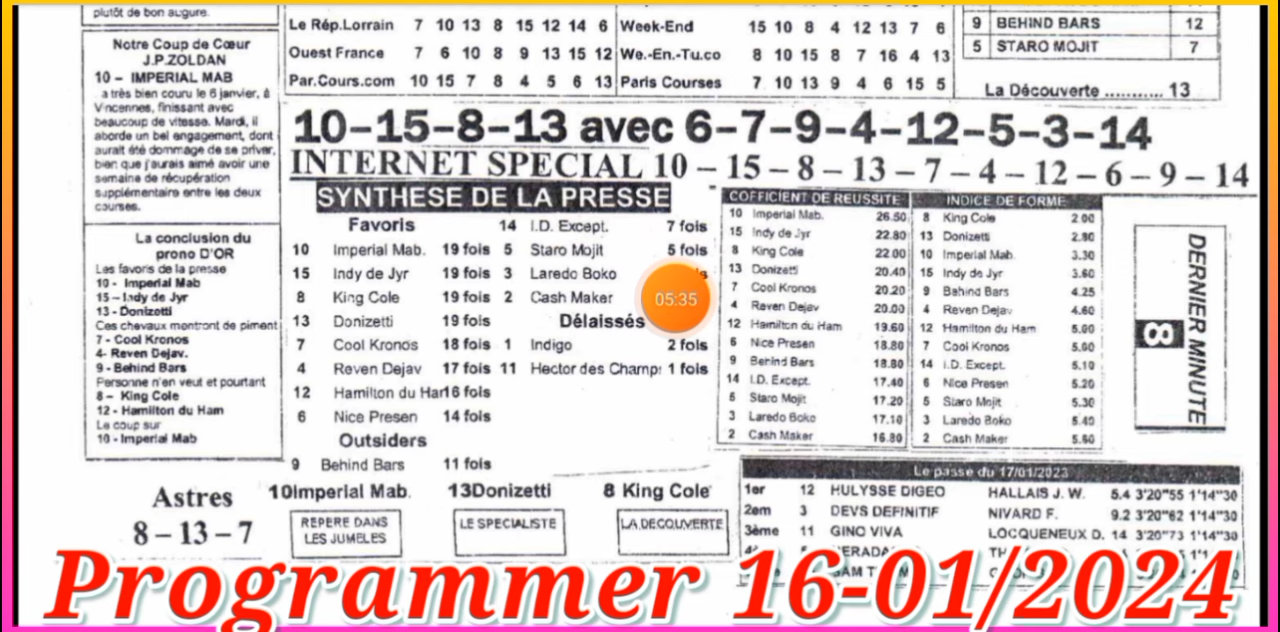 plutôt de bon augure.
Notre Coup de Cœur
J.P.ZOLDAN
10 – IMPERIAL MAB
a très bien couru le 6 janvier, à
Vincennes, finissant avec
beaucoup de vitesse. Mardi, il
aborde un bel engagement, dont
aurait été dommage de se priver,
bien que j'aurais aimé avoir une
semaine de récupération
supplémentaire entre les deux
courses.
La conclusion du
prono D'OR
Les favoris de la presse
10 - Imperial Mab
15 – Indy de Jyr
13 - Donizetti
Ces chevaux montront de piment
7 - Cool Kronos
4- Reven Dejav.
9 - Behind Bars
Personne n'en veut et pourtant
8 – King Cole
12 - Hamilton du Ham
Le coup sur
10 - Imperial Mab
Le Rép.Lorrain 7 10 13 8 15 12 14 6
Ouest France 7 6 10 8 9 13 15 12
Par.Cours.com 10 15 7 8 4 5 6 13
Week-End 15 10 8 4 12 13 7 6
We.-En.-Tu.co 8 10 15 8 7 16 4 13
Paris Courses 7 10 13 9 4 6 15 5
9 BEHIND BARS 12
5 STARO MOJIT 7
La Découverte ........... 13
10–15–8–13 avec 6–7–9–4–12–5–3–14
INTERNET SPECIAL 10 – 15 – 8 – 13 – 7 – 4 – 12 – 6 – 9 – 14
SYNTHESE DE LA PRESSE
Favoris
10 Imperial Mab. 19 fois
15 Indy de Jyr 19 fois
8 King Cole 19 fois
13 Donizetti 19 fois
7 Cool Kronos 18 fois
4 Reven Dejav 17 fois
12 Hamilton du Har16 fois
6 Nice Presen 14 fois
Outsiders
9 Behind Bars 11 fois
14 I.D. Except. 7 fois
5 Staro Mojit 5 fois
3 Laredo Boko
2 Cash Maker
05:35
Délaissés
1 Indigo 2 fois
11 Hector des Champ: 1 fois
COFFICIENT DE REUSSITE
10 Imperial Mab. 26.50
15 Indy de Jyr 22.80
8 King Cole 22.00
13 Donizetti 20.40
7 Cool Kronos 20.20
4 Reven Dejav 20.00
12 Hamilton du Ham 19.60
6 Nice Presen 18.80
9 Behind Bars 18.80
14 I.D. Except. 17.40
5 Staro Mojit 17.20
3 Laredo Boko 17.10
2 Cash Maker 16.80
INDICE DE FORME
8 King Cole 2.00
13 Donizetti 2.80
10 Imperial Mab. 3.30
15 Indy de Jyr 3.60
9 Behind Bars 4.25
4 Reven Dejav 4.60
12 Hamilton du Ham 5.00
7 Cool Kronos 5.00
14 I.D. Except. 5.10
6 Nice Presen 5.20
5 Staro Mojit 5.30
3 Laredo Boko 5.40
2 Cash Maker 5.60
DERNIER MINUTE
8
Astres
8 – 13 – 7
10Imperial Mab.
REPERE DANS
LES JUMELES
13Donizetti
LE SPECIALISTE
8 King Cole
LA DECOUVERTE
Le passe du 17/01/2023
1er 12 HULYSSE DIGEO HALLAIS J. W. 5.4 3'20"55 1'14"30
2em 3 DEVS DEFINITIF NIVARD F. 9.2 3'20"62 1'14"30
3ème 11 GINO VIVA LOCQUENEUX D. 14 3'20"73 1'14"30
Programmer 16-01/2024